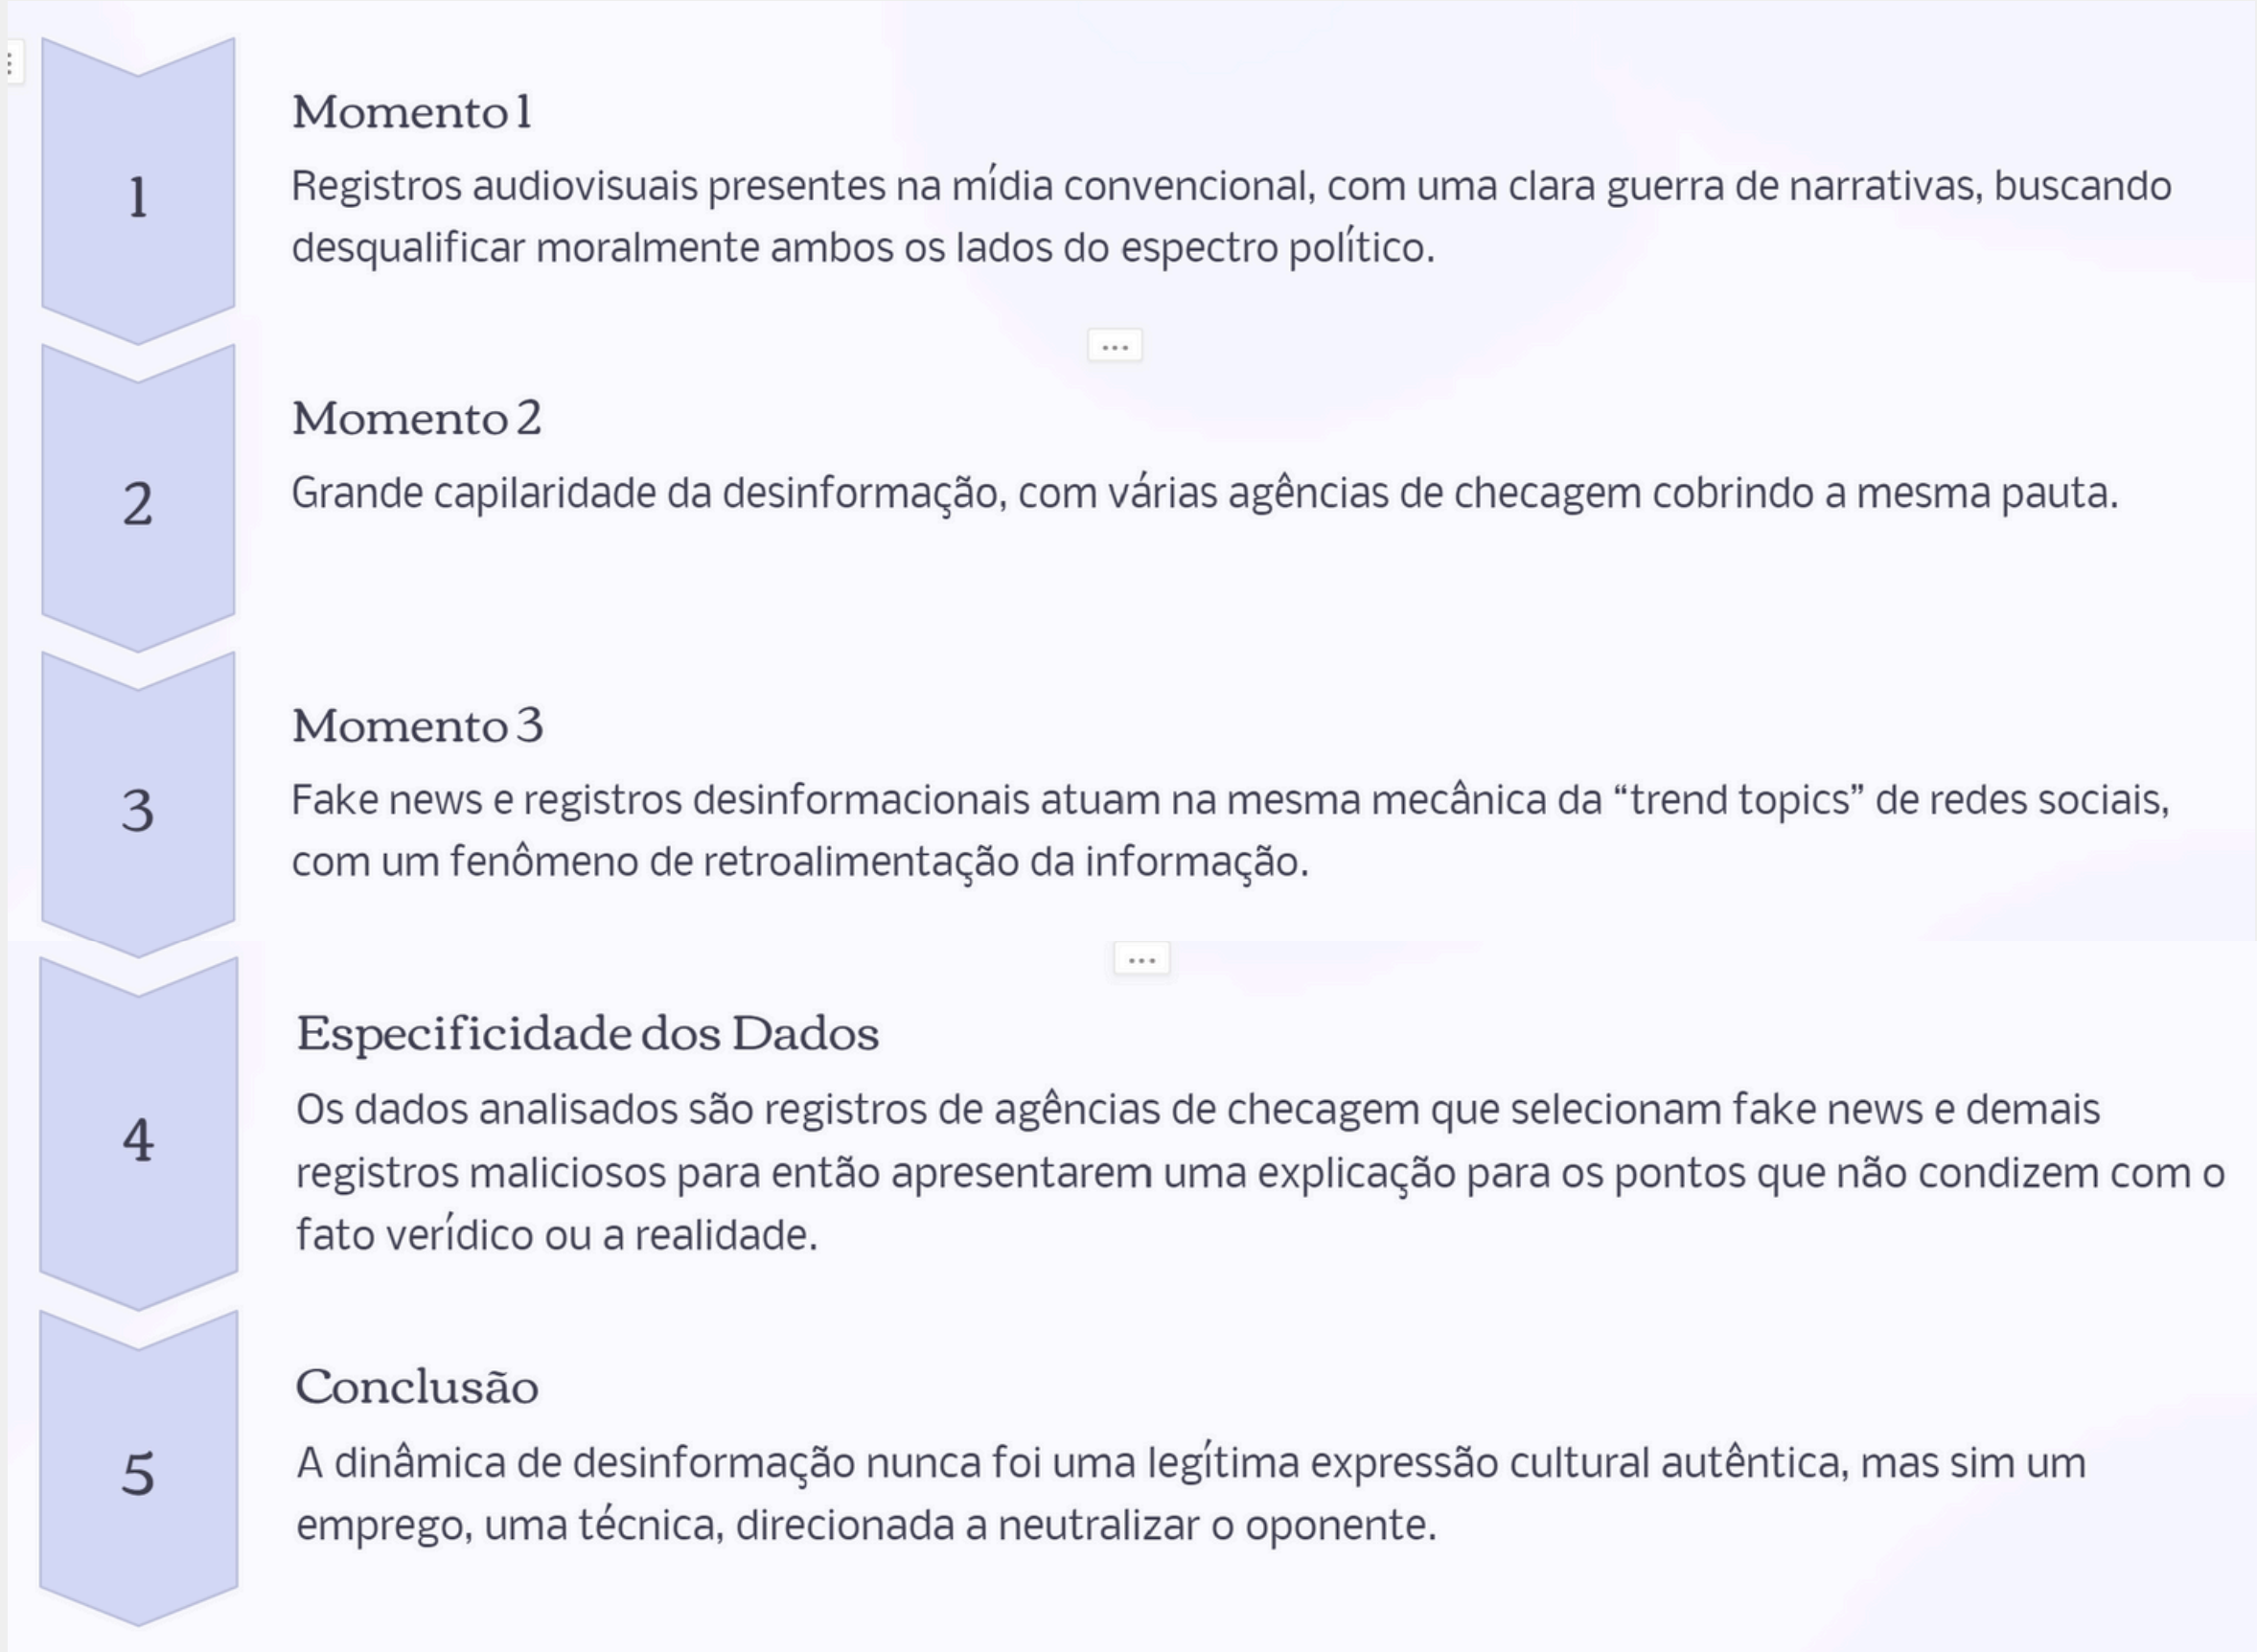 1
Momento 1
Registros audiovisuais presentes na mídia convencional, com uma clara guerra de narrativas, buscando
desqualificar moralmente ambos os lados do espectro político.
2
Momento 2
Grande capilaridade da desinformação, com várias agências de checagem cobrindo a mesma pauta.
3
Momento 3
Fake news e registros desinformacionais atuam na mesma mecânica da “trend topics” de redes sociais,
com um fenômeno de retroalimentação da informação.
4
Especificidade dos Dados
Os dados analisados são registros de agências de checagem que selecionam fake news e demais
registros maliciosos para então apresentarem uma explicação para os pontos que não condizem com o
fato verídico ou a realidade.
5
Conclusão
A dinâmica de desinformação nunca foi uma legítima expressão cultural autêntica, mas sim um
emprego, uma técnica, direcionada a neutralizar o oponente.